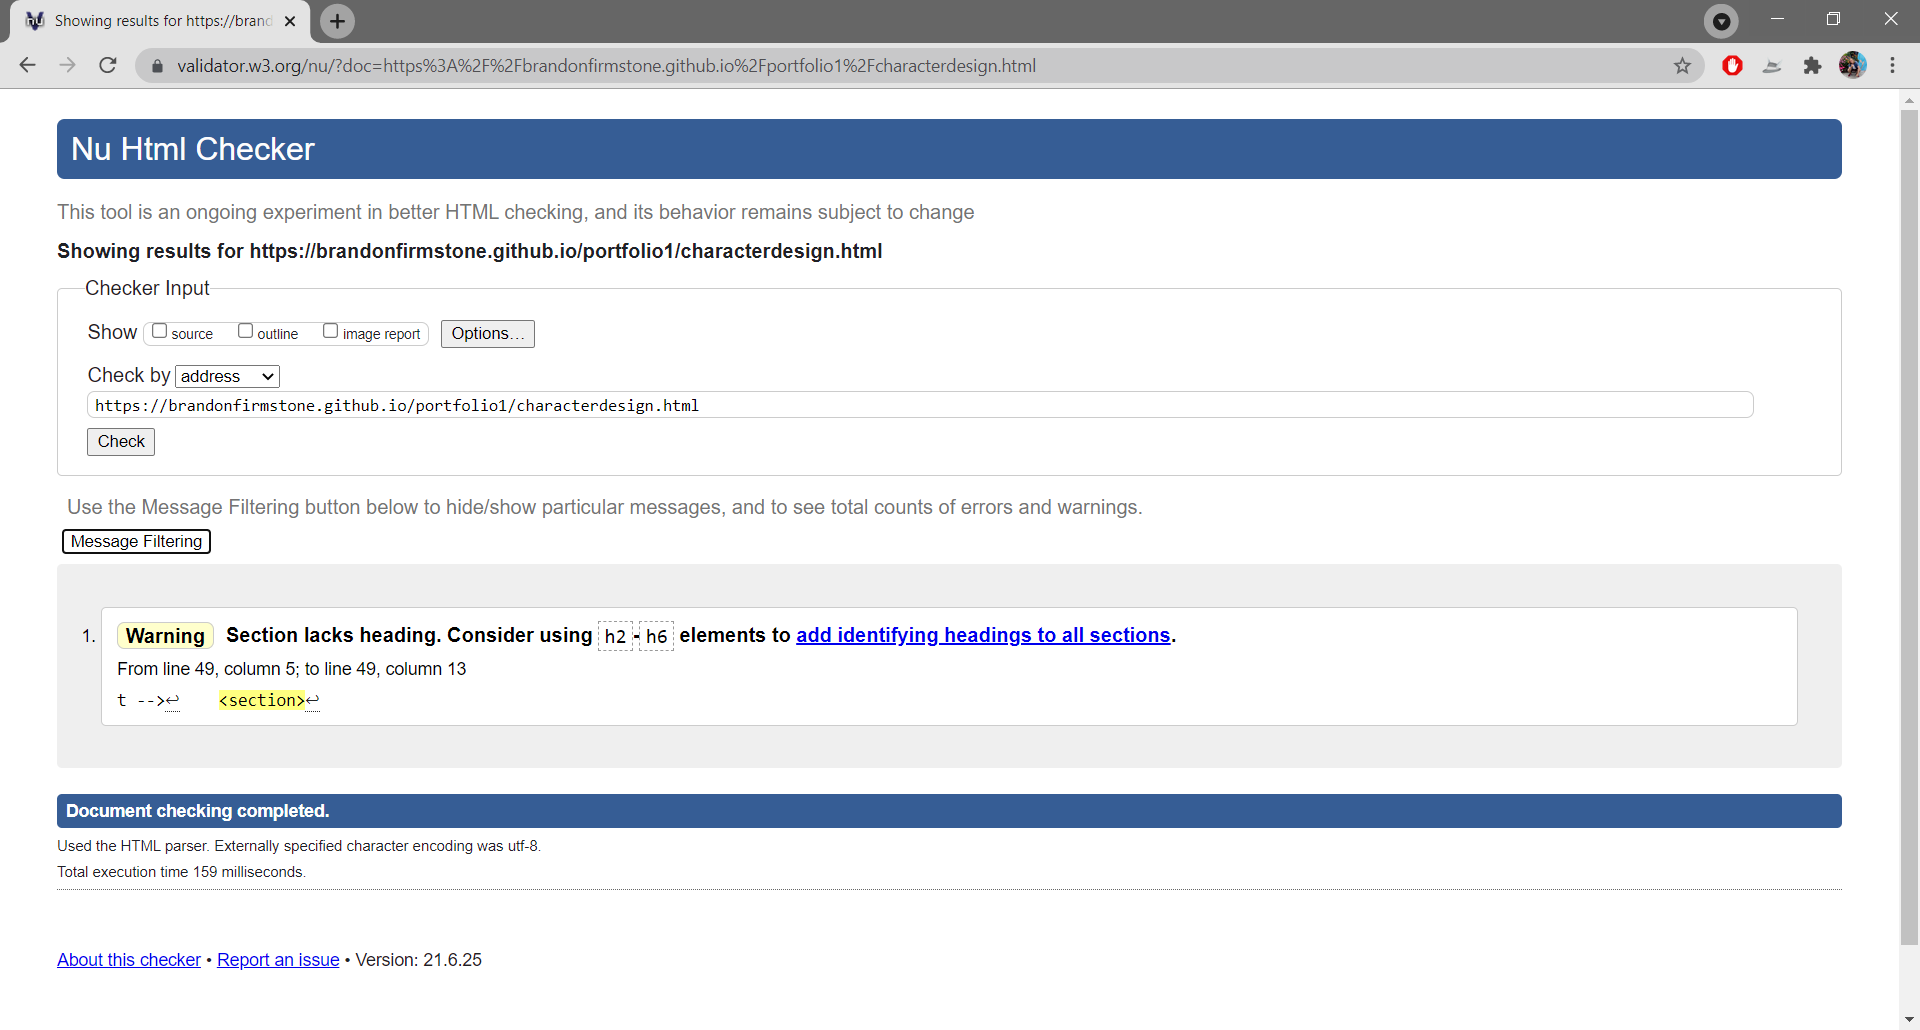 Showing results for https://brand
validator.w3.org/nu/?doc=https%3A%2F%2Fbrandonfirmstone.github.io%2Fportfolio1%2Fcharacterdesign.html
Nu Html Checker
This tool is an ongoing experiment in better HTML checking, and its behavior remains subject to change
Showing results for https://brandonfirmstone.github.io/portfolio1/characterdesign.html
Checker Input
Show source outline image report Options…
Check by address
https://brandonfirmstone.github.io/portfolio1/characterdesign.html
Check
Use the Message Filtering button below to hide/show particular messages, and to see total counts of errors and warnings.
Message Filtering
1. Warning Section lacks heading. Consider using h2-h6 elements to add identifying headings to all sections.
From line 49, column 5; to line 49, column 13
t -->↩ <section>↩
Document checking completed.
Used the HTML parser. Externally specified character encoding was utf-8.
Total execution time 159 milliseconds.
About this checker • Report an issue • Version: 21.6.25